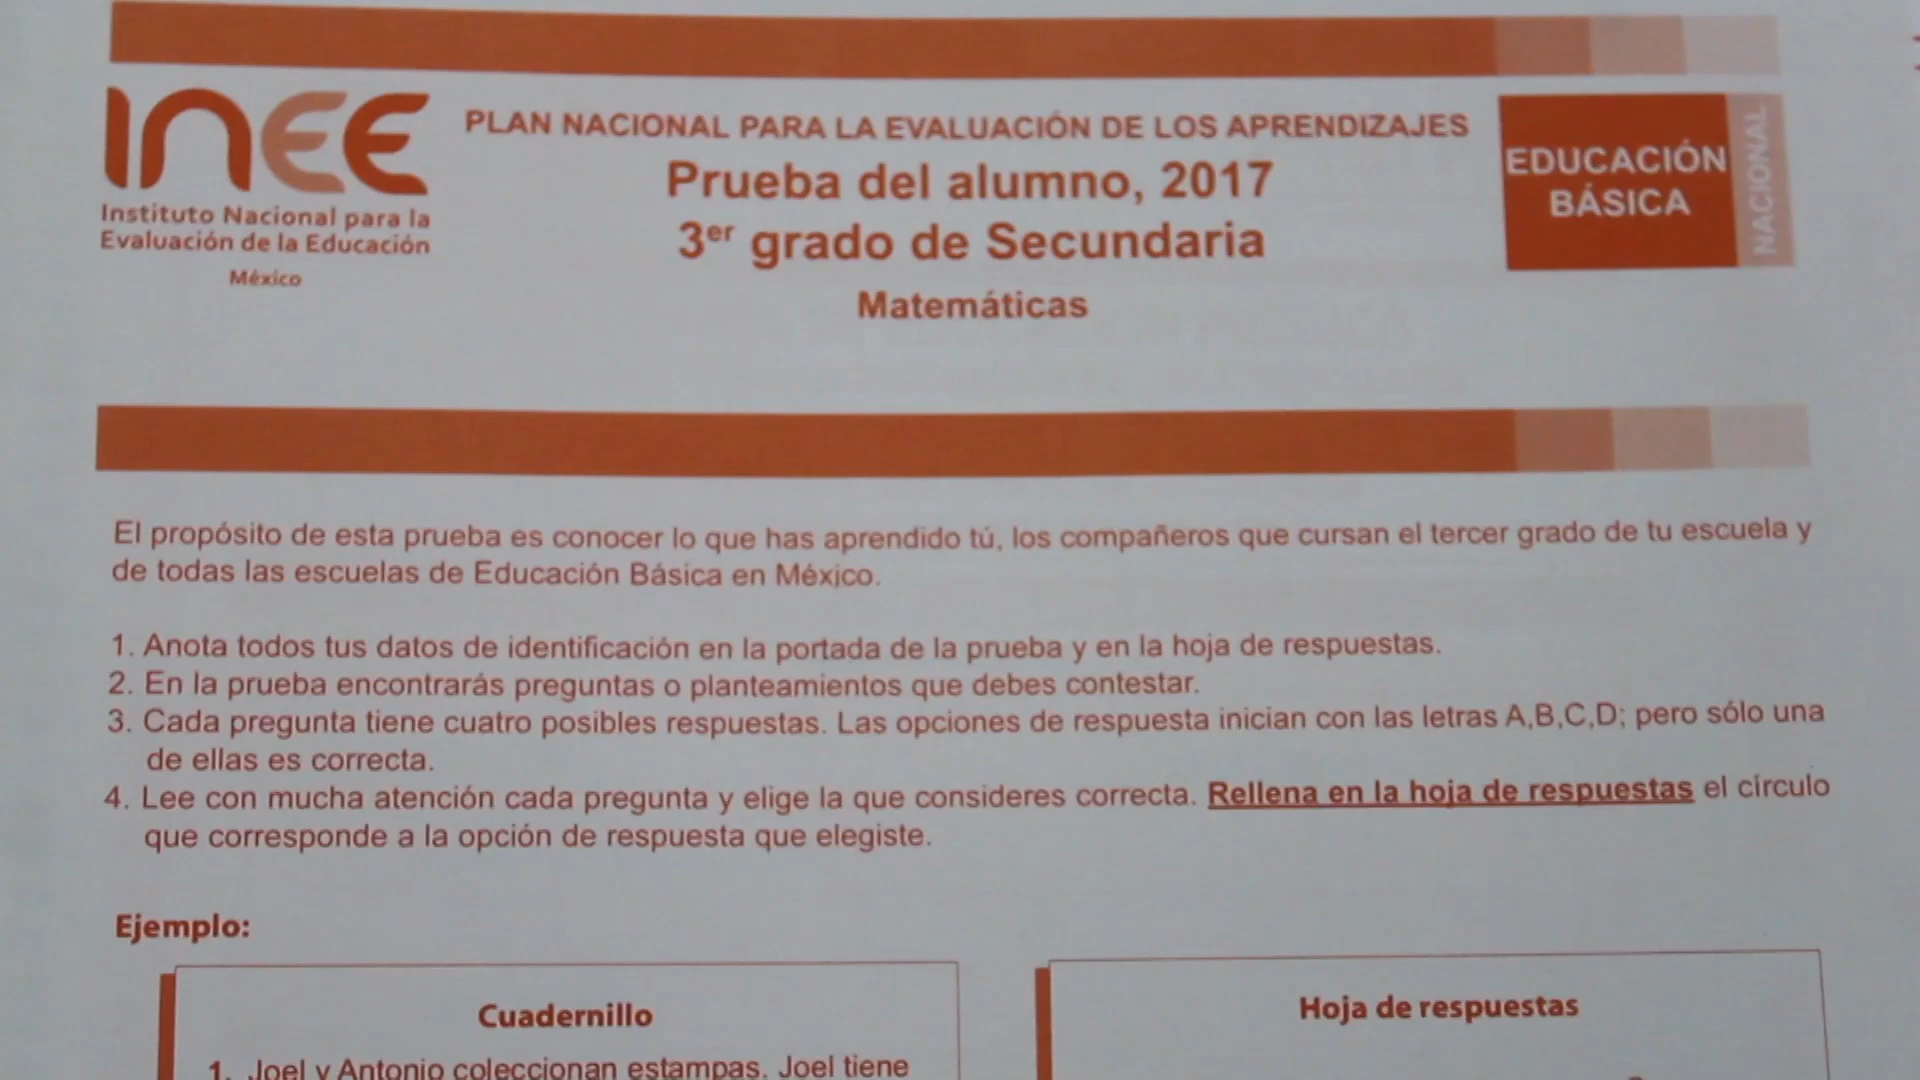 INEE
Instituto Nacional para la
Evaluación de la Educación
México
PLAN NACIONAL PARA LA EVALUACIÓN DE LOS APRENDIZAJES
Prueba del alumno, 2017
3er grado de Secundaria
Matemáticas
EDUCACIÓN
BÁSICA
NACIONAL
El propósito de esta prueba es conocer lo que has aprendido tú, los compañeros que cursan el tercer grado de tu escuela y
de todas las escuelas de Educación Básica en México.
1. Anota todos tus datos de identificación en la portada de la prueba y en la hoja de respuestas.
2. En la prueba encontrarás preguntas o planteamientos que debes contestar.
3. Cada pregunta tiene cuatro posibles respuestas. Las opciones de respuesta inician con las letras A,B,C,D; pero sólo una
de ellas es correcta.
4. Lee con mucha atención cada pregunta y elige la que consideres correcta. Rellena en la hoja de respuestas el círculo
que corresponde a la opción de respuesta que elegiste.
Ejemplo:
Cuadernillo
1. Joel y Antonio coleccionan estampas. Joel tiene
Hoja de respuestas